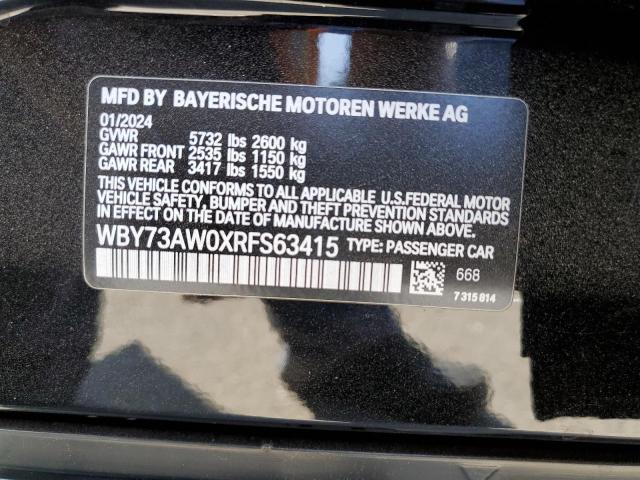 MFD BY BAYERISCHE MOTOREN WERKE AG
01/2024
GVWR 5732 lbs 2600 kg
GAWR FRONT 2535 lbs 1150 kg
GAWR REAR 3417 lbs 1550 kg
THIS VEHICLE CONFORMS TO ALL APPLICABLE U.S.FEDERAL MOTOR
VEHICLE SAFETY, BUMPER AND THEFT PREVENTION STANDARDS
IN EFFECT ON THE DATE OF MANUFACTURE SHOWN ABOVE.
WBY73AW0XRFS63415 TYPE: PASSENGER CAR
668
7 315 814